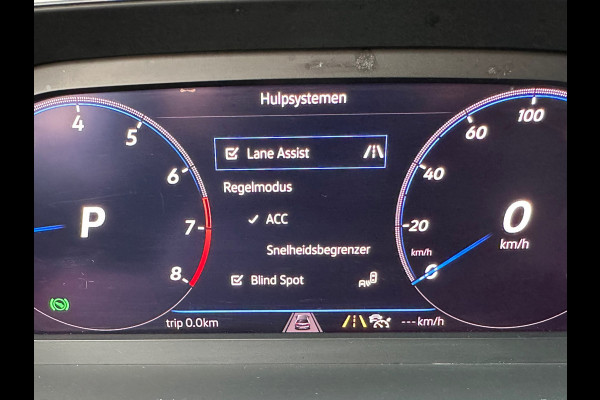 Hulpsystemen
4
5
6
7
8
P
Lane Assist
Regelmodus
ACC
Snelheidsbegrenzer
Blind Spot
100
60
40
20
0
km/h
0
km/h
trip 0.0km
--- km/h